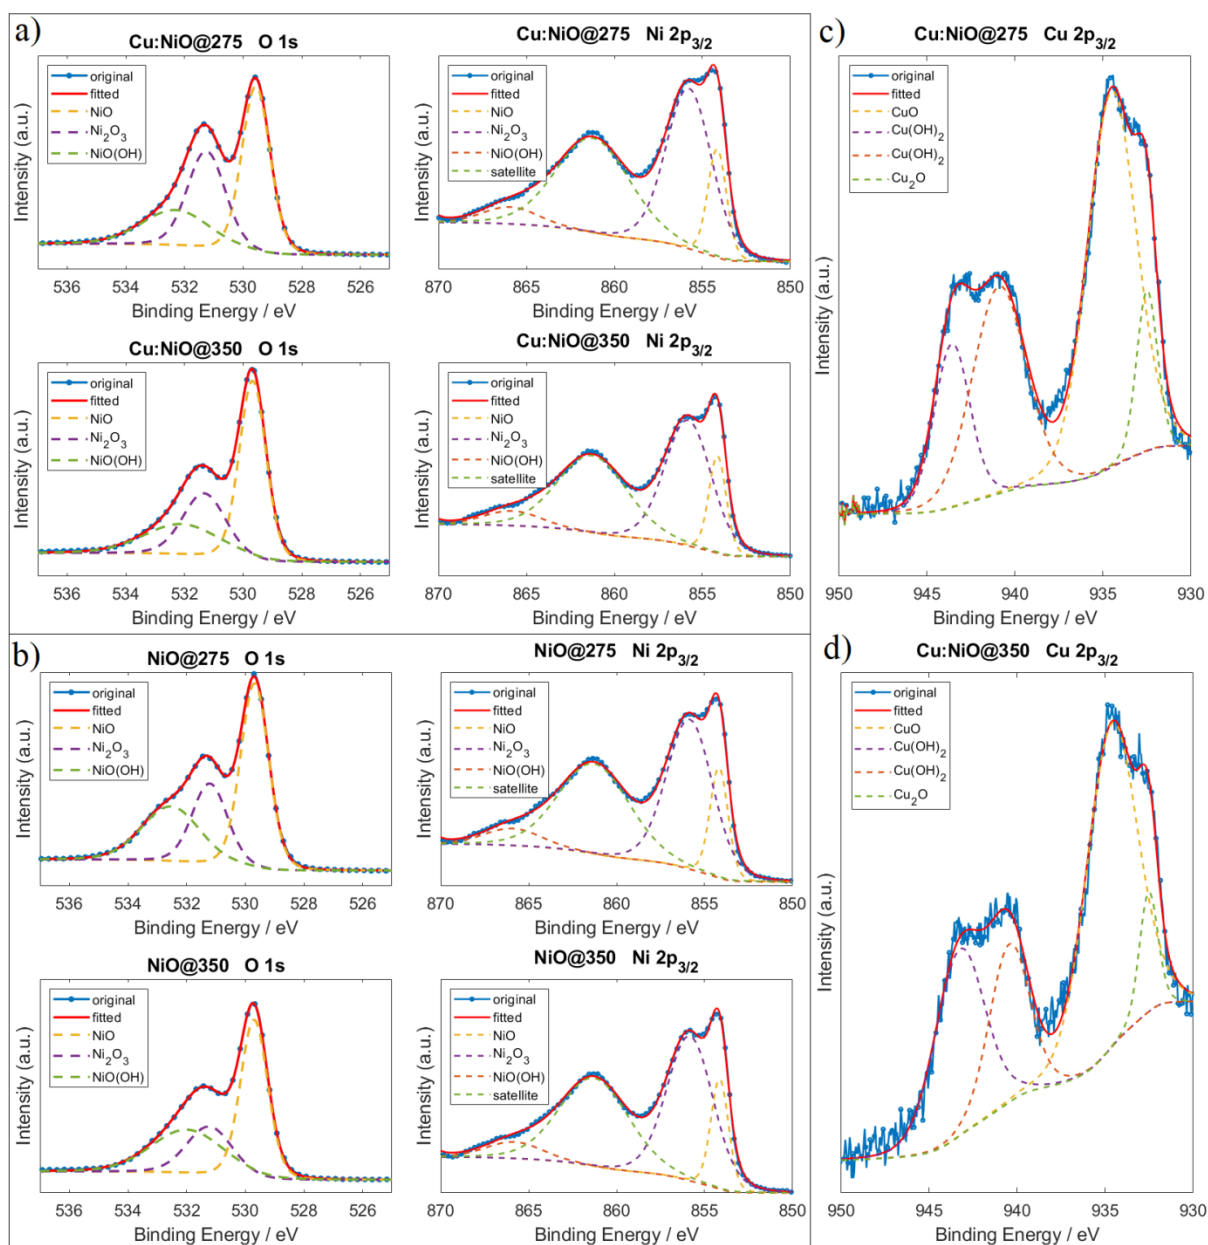 a)
Cu:NiO@275 O 1s
original
fitted
NiO
Ni₂O₃
NiO(OH)
Intensity (a.u.)
536 534 532 530 528 526
Binding Energy / eV
Cu:NiO@275 Ni 2p₃/₂
original
fitted
NiO
Ni₂O₃
NiO(OH)
satellite
Intensity (a.u.)
870 865 860 855 850
Binding Energy / eV
Cu:NiO@350 O 1s
original
fitted
NiO
Ni₂O₃
NiO(OH)
Intensity (a.u.)
536 534 532 530 528 526
Binding Energy / eV
Cu:NiO@350 Ni 2p₃/₂
original
fitted
NiO
Ni₂O₃
NiO(OH)
satellite
Intensity (a.u.)
870 865 860 855 850
Binding Energy / eV
b)
NiO@275 O 1s
original
fitted
NiO
Ni₂O₃
NiO(OH)
Intensity (a.u.)
536 534 532 530 528 526
Binding Energy / eV
NiO@275 Ni 2p₃/₂
original
fitted
NiO
Ni₂O₃
NiO(OH)
satellite
Intensity (a.u.)
870 865 860 855 850
Binding Energy / eV
NiO@350 O 1s
original
fitted
NiO
Ni₂O₃
NiO(OH)
Intensity (a.u.)
536 534 532 530 528 526
Binding Energy / eV
NiO@350 Ni 2p₃/₂
original
fitted
NiO
Ni₂O₃
NiO(OH)
satellite
Intensity (a.u.)
870 865 860 855 850
Binding Energy / eV
c)
Cu:NiO@275 Cu 2p₃/₂
original
fitted
CuO
Cu(OH)₂
Cu(OH)₂
Cu₂O
Intensity (a.u.)
950 945 940 935 930
Binding Energy / eV
d)
Cu:NiO@350 Cu 2p₃/₂
original
fitted
CuO
Cu(OH)₂
Cu(OH)₂
Cu₂O
Intensity (a.u.)
950 945 940 935 930
Binding Energy / eV